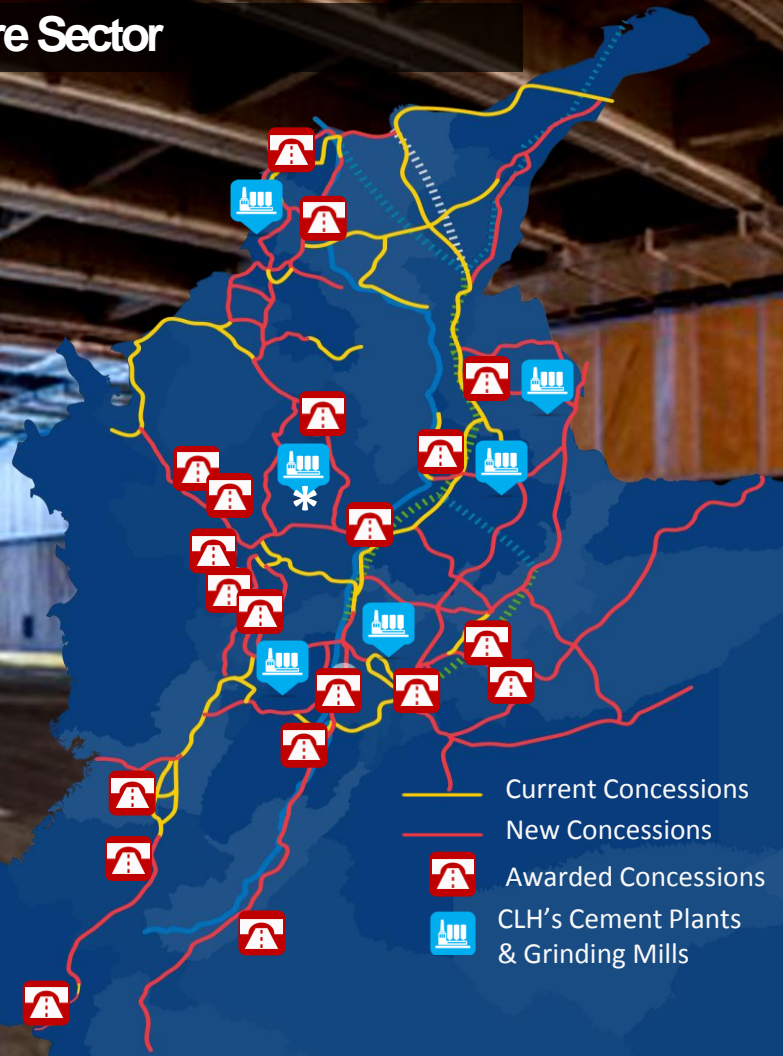 re Sector
*
Current Concessions
New Concessions
Awarded Concessions
CLH's Cement Plants
& Grinding Mills